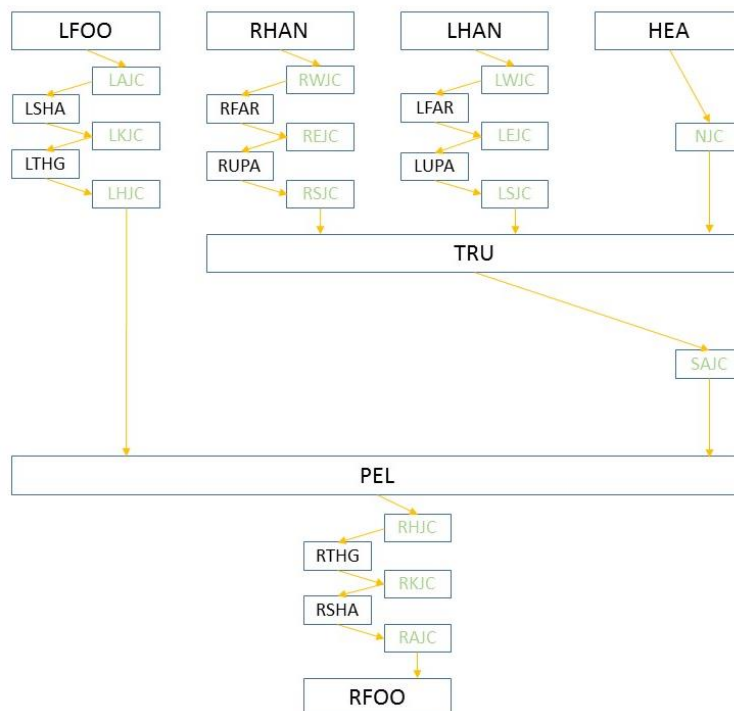 LFOO RHAN LHAN HEA
LAJC RWJC LWJC
LSHA RFAR LFAR
LKJC REJC LEJC NJC
LTHG RUPA LUPA
LHJC RSJC LSJC
TRU
SAJC
PEL
RHJC
RTHG
RKJC
RSHA
RAJC
RFOO